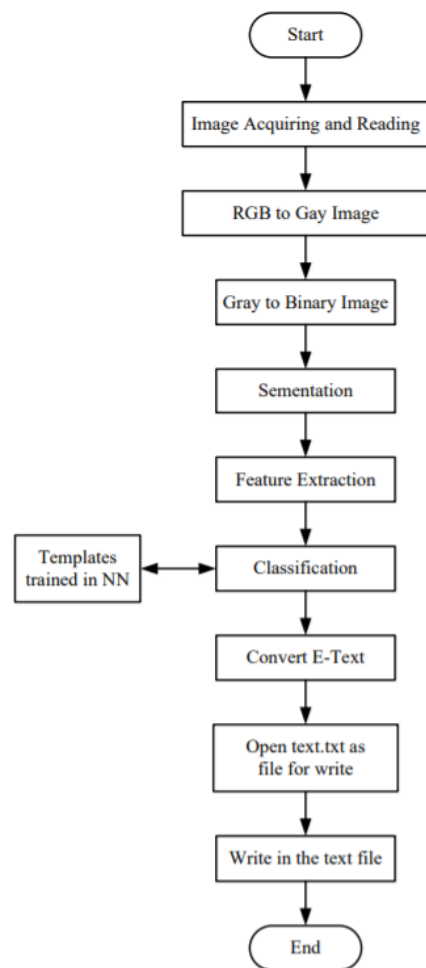 Start
Image Acquiring and Reading
RGB to Gay Image
Gray to Binary Image
Sementation
Feature Extraction
Templates
trained in NN
Classification
Convert E-Text
Open text.txt as
file for write
Write in the text file
End